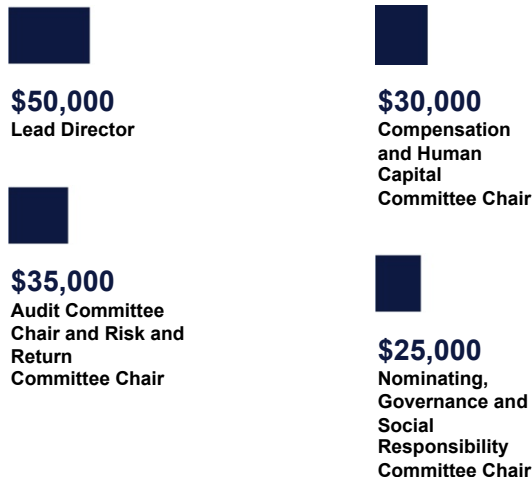 $50,000
Lead Director
$35,000
Audit Committee
Chair and Risk and
Return
Committee Chair
$30,000
Compensation
and Human
Capital
Committee Chair
$25,000
Nominating,
Governance and
Social
Responsibility
Committee Chair